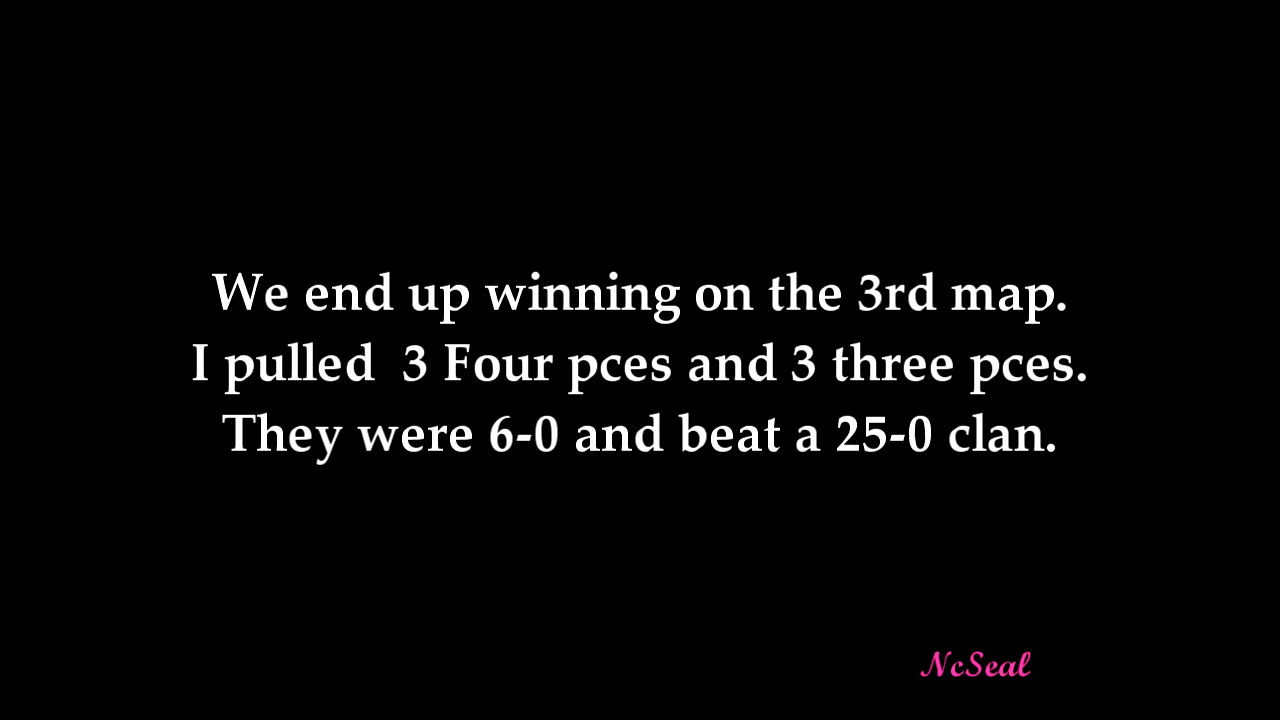 We end up winning on the 3rd map.
I pulled  3 Four pces and 3 three pces.
They were 6-0 and beat a 25-0 clan.
NcSeal